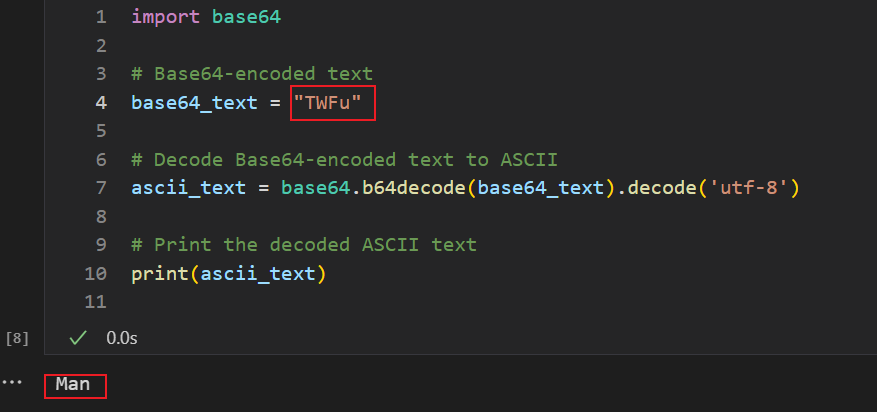 1 import base64
2
3 # Base64-encoded text
4 base64_text = "TWFu"
5
6 # Decode Base64-encoded text to ASCII
7 ascii_text = base64.b64decode(base64_text).decode('utf-8')
8
9 # Print the decoded ASCII text
10 print(ascii_text)
11
[8] ✓ 0.0s
... Man